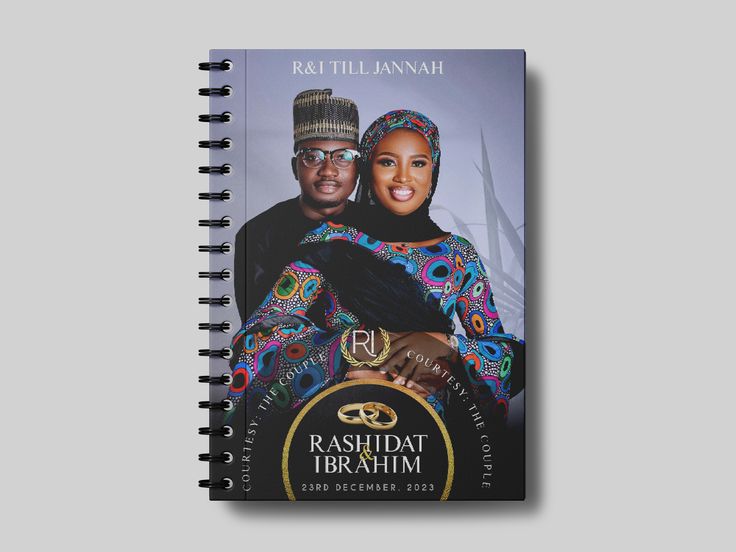 R&I TILL JANNAH
RI
COURTESY: THE COUPLE
COURTESY: THE COUPLE
RASHIDAT
&
IBRAHIM
23RD DECEMBER, 2023